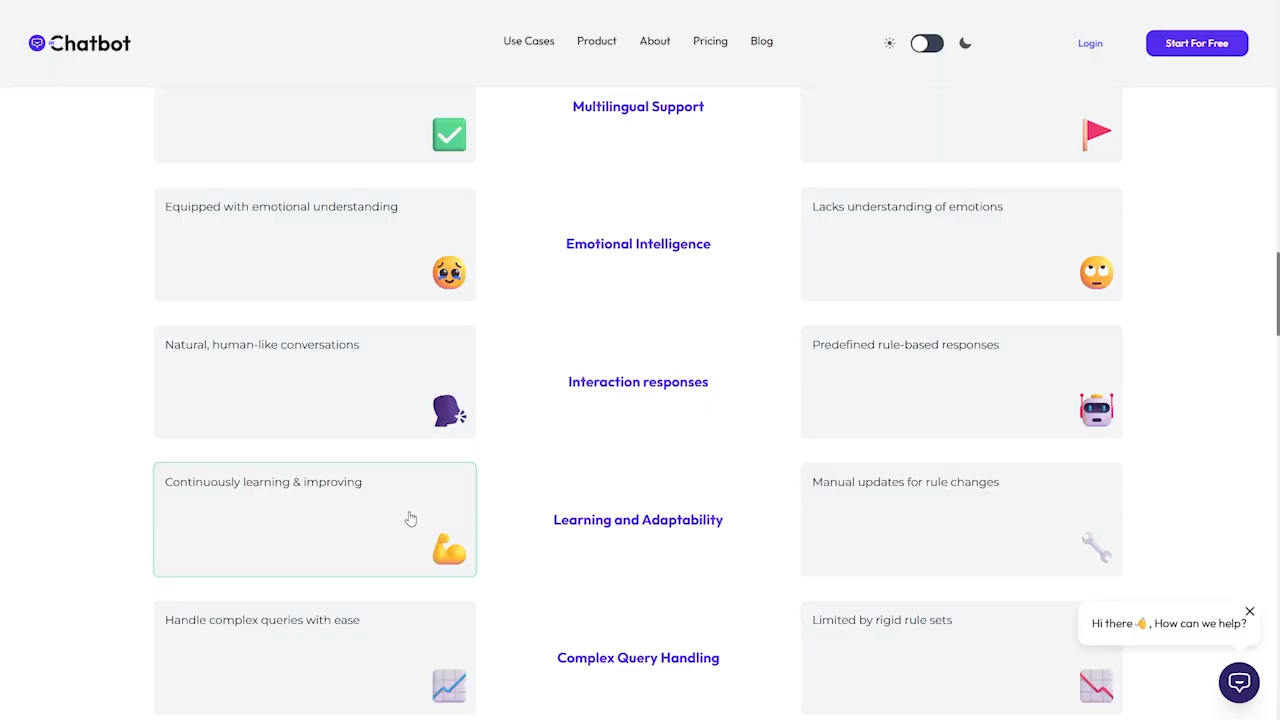 Chatbot
Use Cases
Product
About
Pricing
Blog
Login
Start For Free
Multilingual Support
Equipped with emotional understanding
Emotional Intelligence
Lacks understanding of emotions
Natural, human-like conversations
Interaction responses
Predefined rule-based responses
Continuously learning & improving
Learning and Adaptability
Manual updates for rule changes
Handle complex queries with ease
Complex Query Handling
Limited by rigid rule sets
Hi there 👋, How can we help?